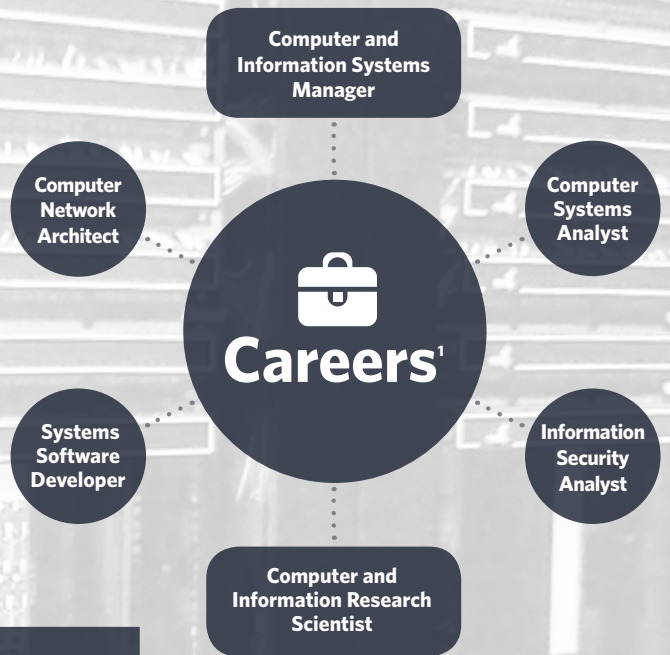 Computer and
Information Systems
Manager
Computer
Network
Architect
Computer
Systems
Analyst
Careers¹
Systems
Software
Developer
Information
Security
Analyst
Computer and
Information Research
Scientist